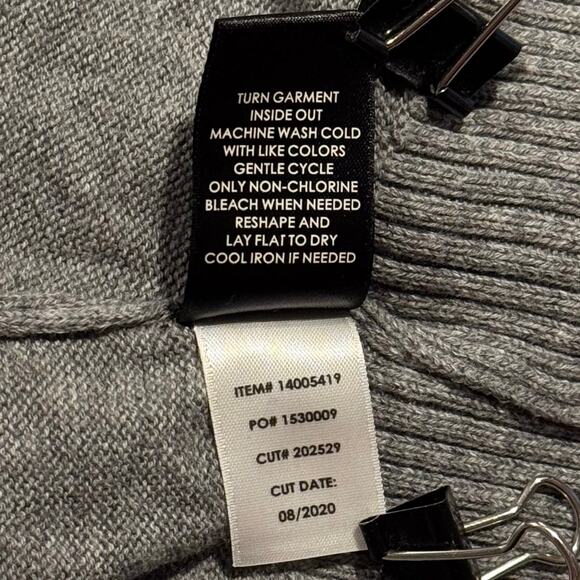 TURN GARMENT
INSIDE OUT
MACHINE WASH COLD
WITH LIKE COLORS
GENTLE CYCLE
ONLY NON-CHLORINE
BLEACH WHEN NEEDED
RESHAPE AND
LAY FLAT TO DRY
COOL IRON IF NEEDED
ITEM# 14005419
PO# 1530009
CUT# 202529
CUT DATE:
08/2020